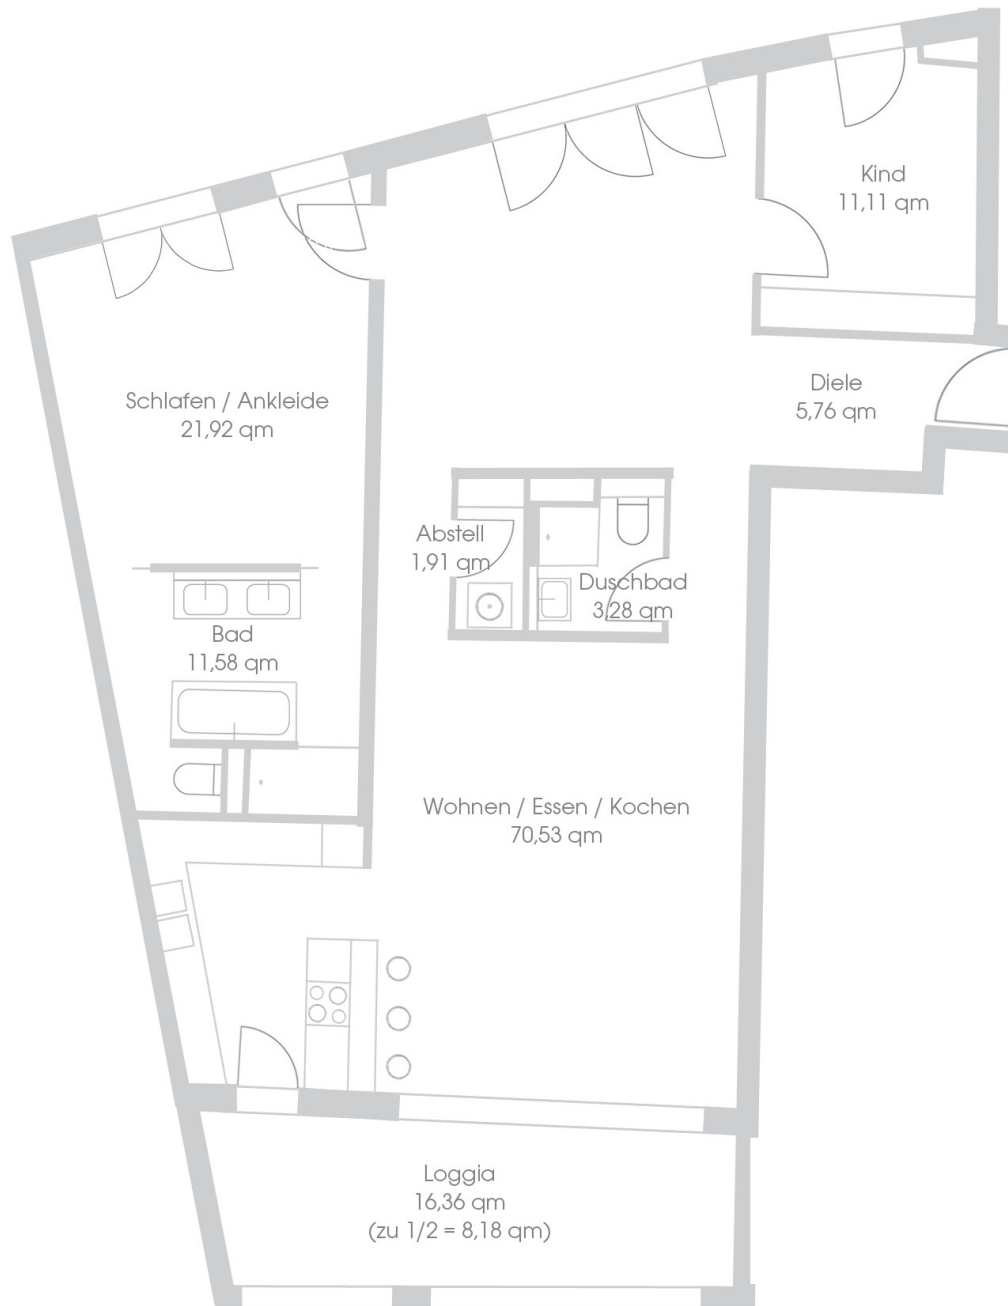 Kind
11,11 qm
Diele
5,76 qm
Schlafen / Ankleide
21,92 qm
Abstell
1,91 qm
Duschbad
3,28 qm
Bad
11,58 qm
Wohnen / Essen / Kochen
70,53 qm
Loggia
16,36 qm
(zu 1/2 = 8,18 qm)